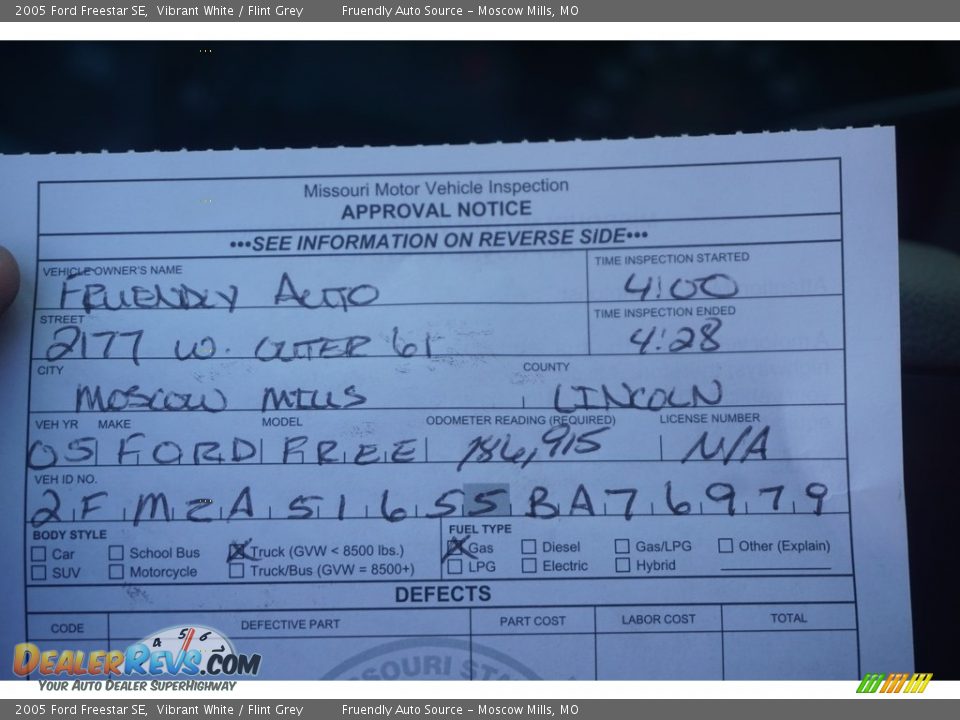 2005 Ford Freestar SE,  Vibrant White / Flint Grey          Fruendly Auto Source - Moscow Mills, MO
Missouri Motor Vehicle Inspection
APPROVAL NOTICE
•••SEE INFORMATION ON REVERSE SIDE•••
VEHICLE OWNER'S NAME TIME INSPECTION STARTED
FRUENDLY AUTO 4:00
STREET TIME INSPECTION ENDED
2177 W. OUTER 61 4:28
CITY COUNTY
MOSCOW MILLS LINCOLN
VEH YR MAKE MODEL ODOMETER READING (REQUIRED) LICENSE NUMBER
05 FORD FREE 186,915 N/A
VEH ID NO.
2FMZA51655BA76979
BODY STYLE FUEL TYPE
Car School Bus Truck (GVW < 8500 lbs.) Gas Diesel Gas/LPG Other (Explain)
SUV Motorcycle Truck/Bus (GVW = 8500+) LPG Electric Hybrid
DEFECTS
CODE DEFECTIVE PART PART COST LABOR COST TOTAL
4 5 6
DEALERREVS.COM
YOUR AUTO DEALER SUPERHIGHWAY
2005 Ford Freestar SE,  Vibrant White / Flint Grey          Fruendly Auto Source - Moscow Mills, MO